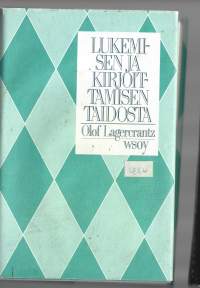 LUKEMI-
SEN JA
KIRJOIT-
TAMISEN
TAIDOSTA
Olof Lagercrantz
WSOY